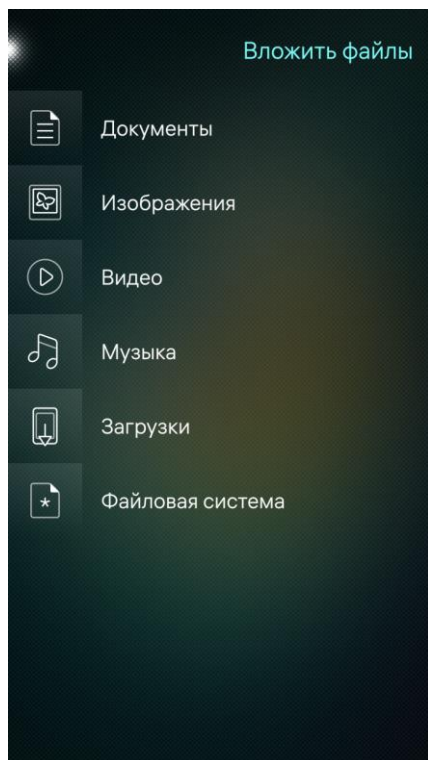 Вложить файлы
Документы
Изображения
Видео
Музыка
Загрузки
Файловая система